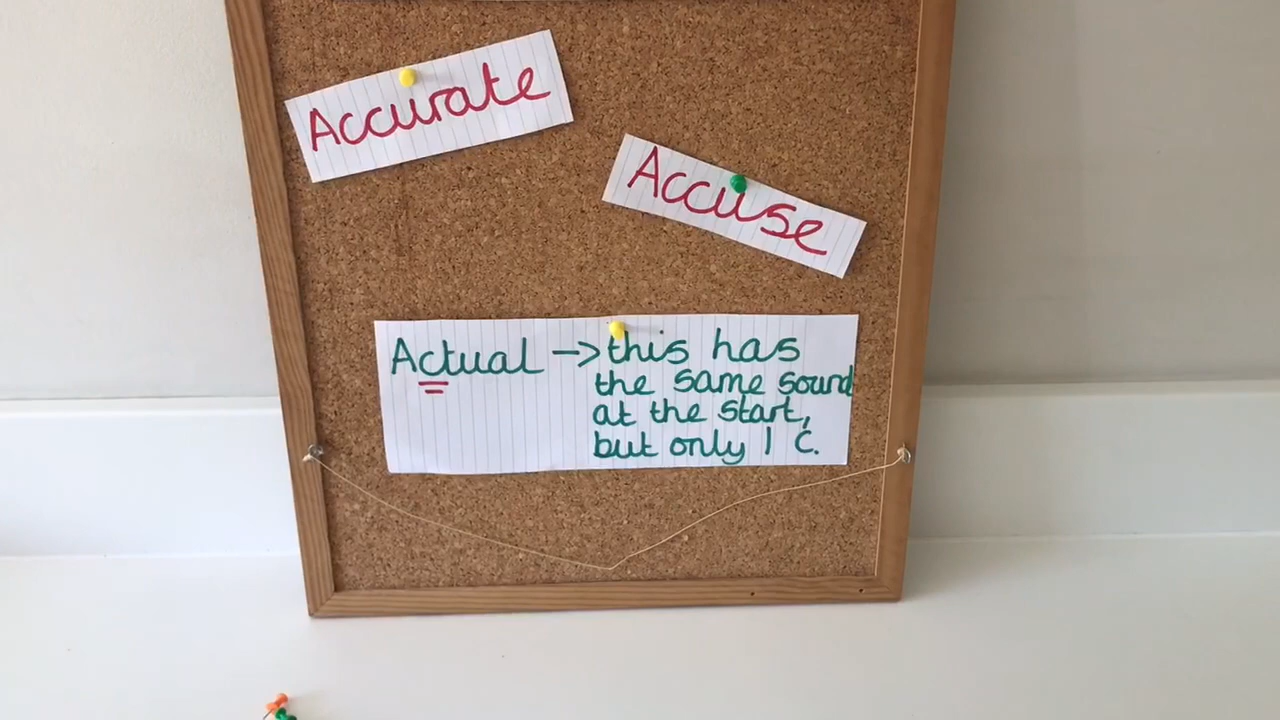 Accurate
Accuse
Actual -> this has
the same sound
at the start,
but only 1 C.